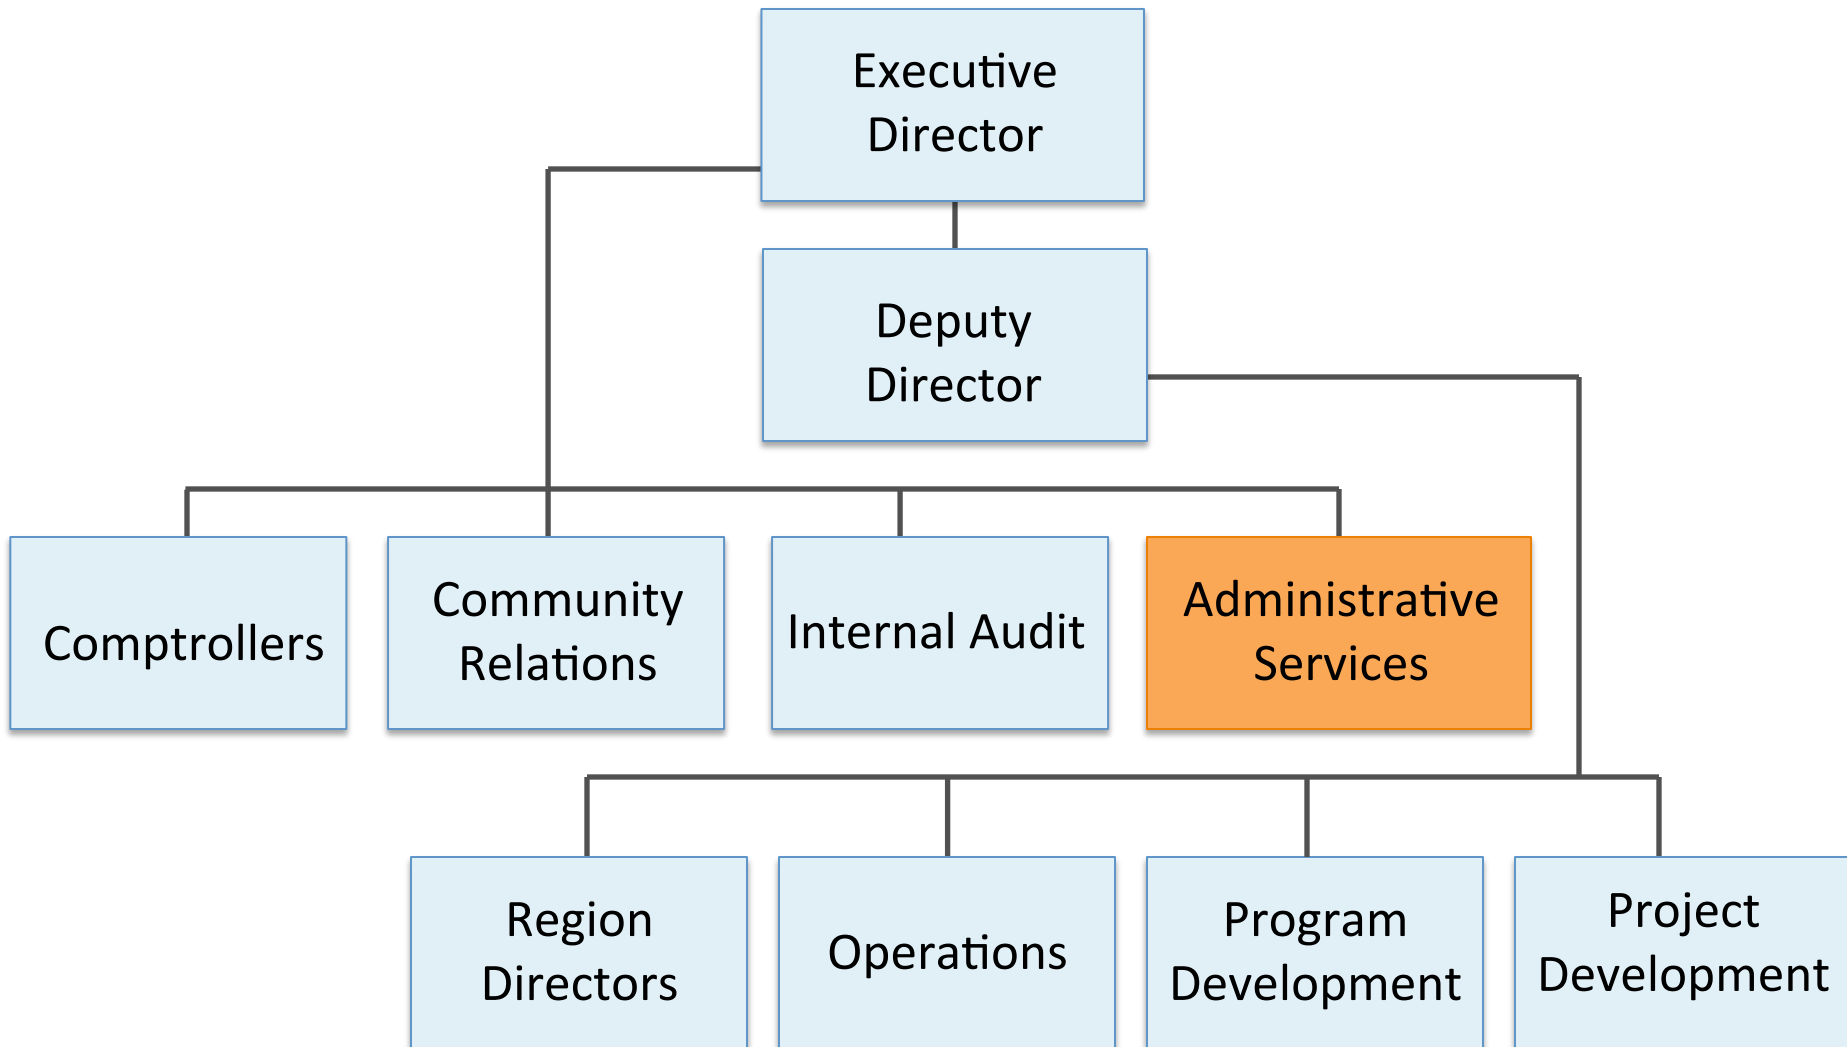 Executive
Director
Deputy
Director
Comptrollers
Community
Relations
Internal Audit
Administrative
Services
Region
Directors
Operations
Program
Development
Project
Development